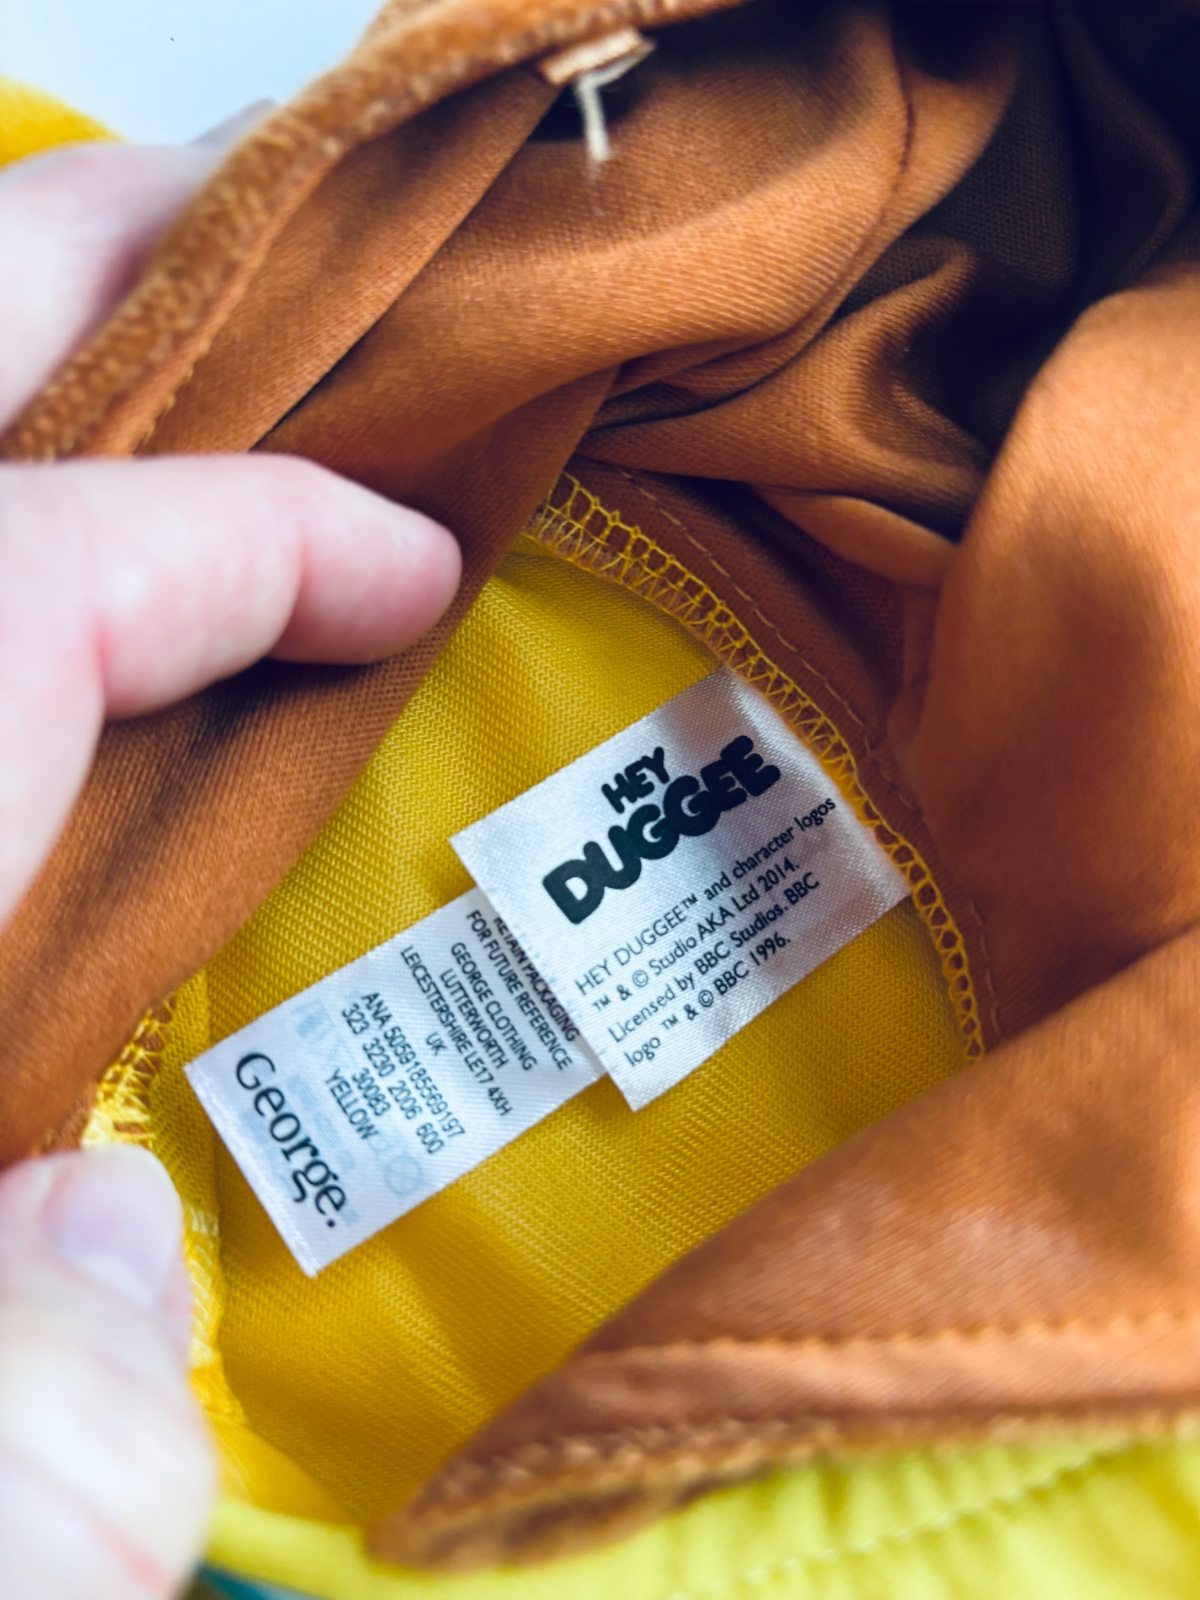 HEY
DUGGEE
HEY DUGGEE™ and character logos
™ & © Studio AKA Ltd 2014.
Licensed by BBC Studios. BBC
logo ™ & © BBC 1996.
RETAIN PACKAGING
FOR FUTURE REFERENCE
GEORGE CLOTHING
LUTTERWORTH
LEICESTERSHIRE LE17 4XH
UK
ANA 5059185569197
323 3230 2006 600
30083
YELLOW
George.